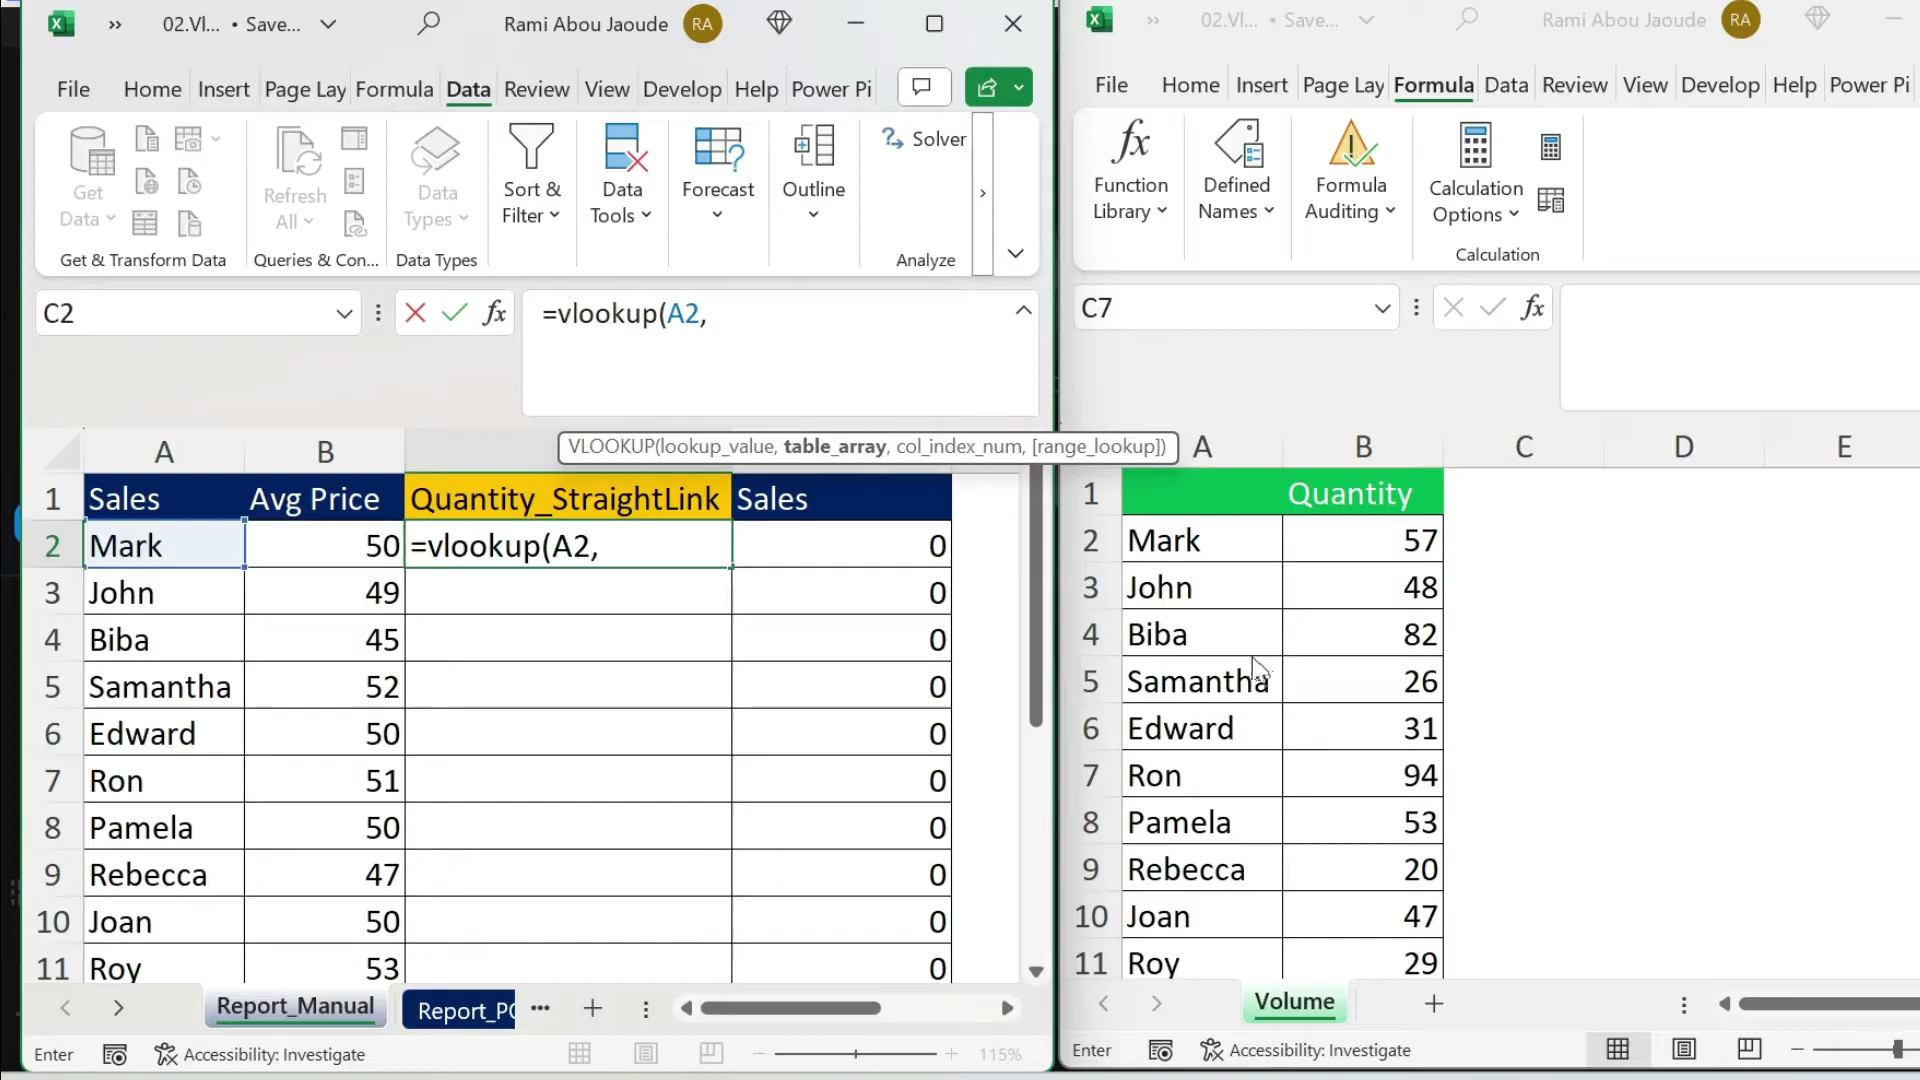 02.Vl... • Save...
Rami Abou Jaoude
RA
File Home Insert Page Lay Formula Data Review View Developer Help Power Pi
Get Data
Refresh All
Data Types
Sort & Filter
Data Tools
Forecast
Outline
Solver
Get & Transform Data
Queries & Con...
Data Types
Analyze
C2
fx
=vlookup(A2,
VLOOKUP(lookup_value, table_array, col_index_num, [range_lookup])
A B
1 Sales Avg Price Quantity_StraightLink Sales
2 Mark 50 =vlookup(A2, 0
3 John 49 0
4 Biba 45 0
5 Samantha 52 0
6 Edward 50 0
7 Ron 51 0
8 Pamela 50 0
9 Rebecca 47 0
10 Joan 50 0
11 Roy 53 0
Report_Manual
Report_PQ
Enter
Accessibility: Investigate
115%
02.Vl... • Save...
Rami Abou Jaoude
RA
File Home Insert Page Lay Formula Data Review View Develop Help Power Pi
fx
Function Library
Defined Names
Formula Auditing
Calculation Options
Calculation
C7
fx
A B C D E
1 Quantity
2 Mark 57
3 John 48
4 Biba 82
5 Samantha 26
6 Edward 31
7 Ron 94
8 Pamela 53
9 Rebecca 20
10 Joan 47
11 Roy 29
Volume
Enter
Accessibility: Investigate